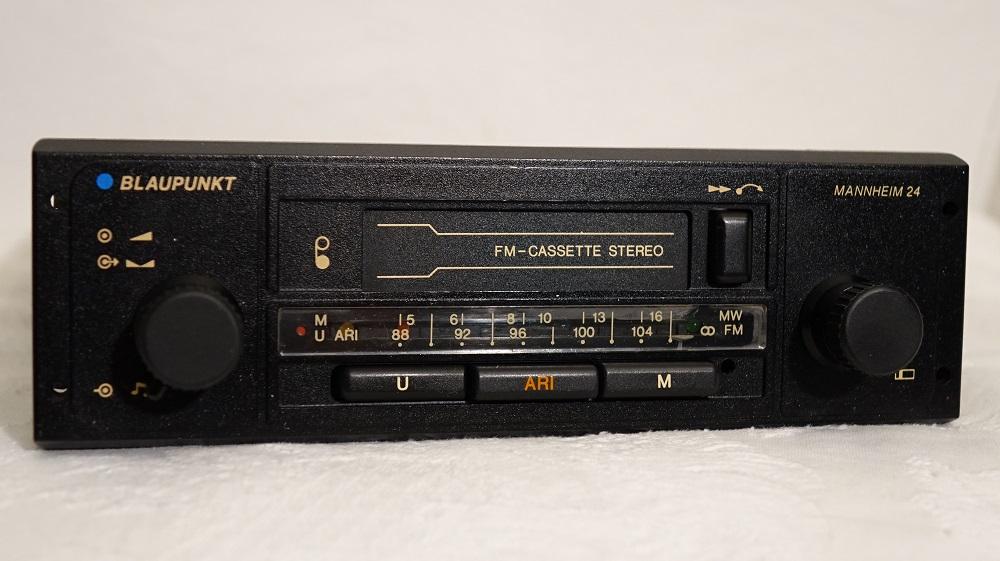 BLAUPUNKT
MANNHEIM 24
FM-CASSETTE STEREO
M 5 6 8 10 13 16 MW
U ARI 88 92 96 100 104 FM
U ARI M